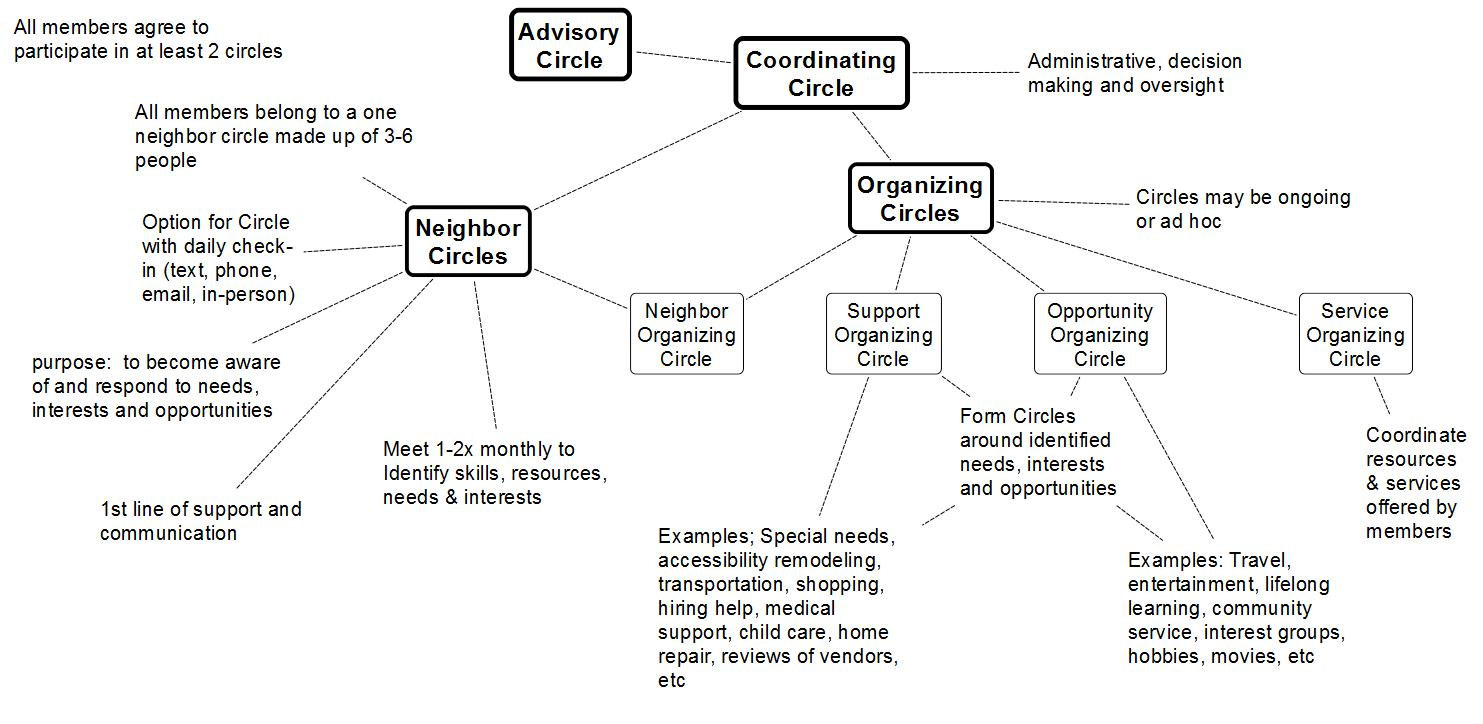 All members agree to
participate in at least 2 circles
Advisory
Circle
Coordinating
Circle
Administrative, decision
making and oversight
All members belong to a one
neighbor circle made up of 3-6
people
Organizing
Circles
Circles may be ongoing
or ad hoc
Option for Circle
with daily check-
in (text, phone,
email, in-person)
Neighbor
Circles
Neighbor
Organizing
Circle
Support
Organizing
Circle
Opportunity
Organizing
Circle
Service
Organizing
Circle
purpose:  to become aware
of and respond to needs,
interests and opportunities
Meet 1-2x monthly to
Identify skills, resources,
needs & interests
1st line of support and
communication
Form Circles
around identified
needs, interests
and opportunities
Coordinate
resources
& services
offered by
members
Examples; Special needs,
accessibility remodeling,
transportation, shopping,
hiring help, medical
support, child care, home
repair, reviews of vendors,
etc
Examples: Travel,
entertainment, lifelong
learning, community
service, interest groups,
hobbies, movies, etc